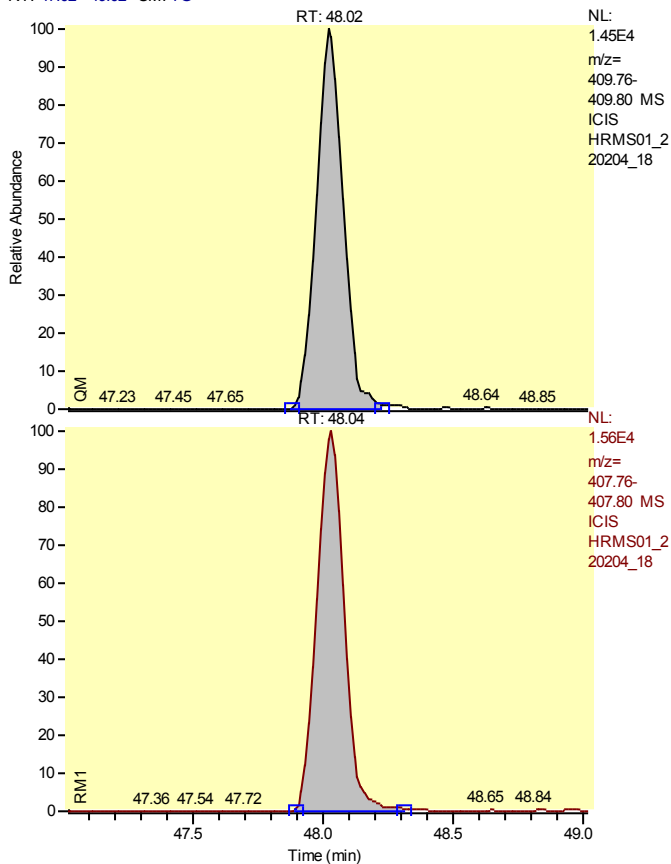 RT: 48.02
NL:
1.45E4
m/z=
409.76-
409.80 MS
ICIS
HRMS01_2
20204_18
100
90
80
70
60
50
40
30
20
10
0
Relative Abundance
QM
47.23 47.45 47.65 48.64 48.85
RT: 48.04
NL:
1.56E4
m/z=
407.76-
407.80 MS
ICIS
HRMS01_2
20204_18
100
90
80
70
60
50
40
30
20
10
0
RM1
47.36 47.54 47.72 48.65 48.84
47.5 48.0 48.5 49.0
Time (min)